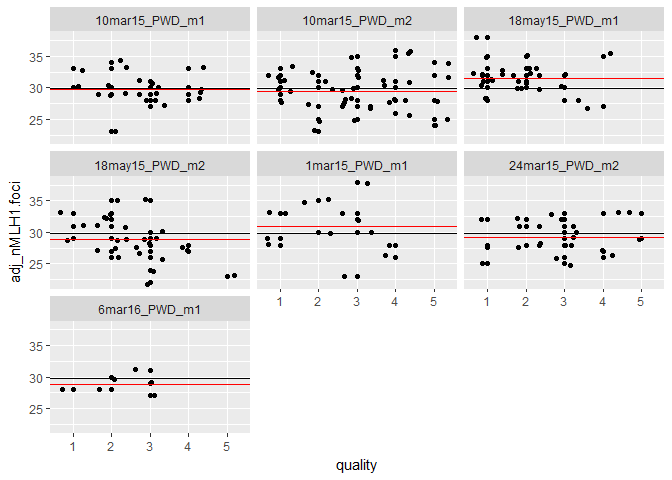 10mar15_PWD_m1 10mar15_PWD_m2 18may15_PWD_m1
35
30
25
18may15_PWD_m2 1mar15_PWD_m1 24mar15_PWD_m2
35
30
25
1 2 3 4 5 1 2 3 4 5
6mar16_PWD_m1
35
30
25
1 2 3 4 5
adj_nMLH1.foci
quality